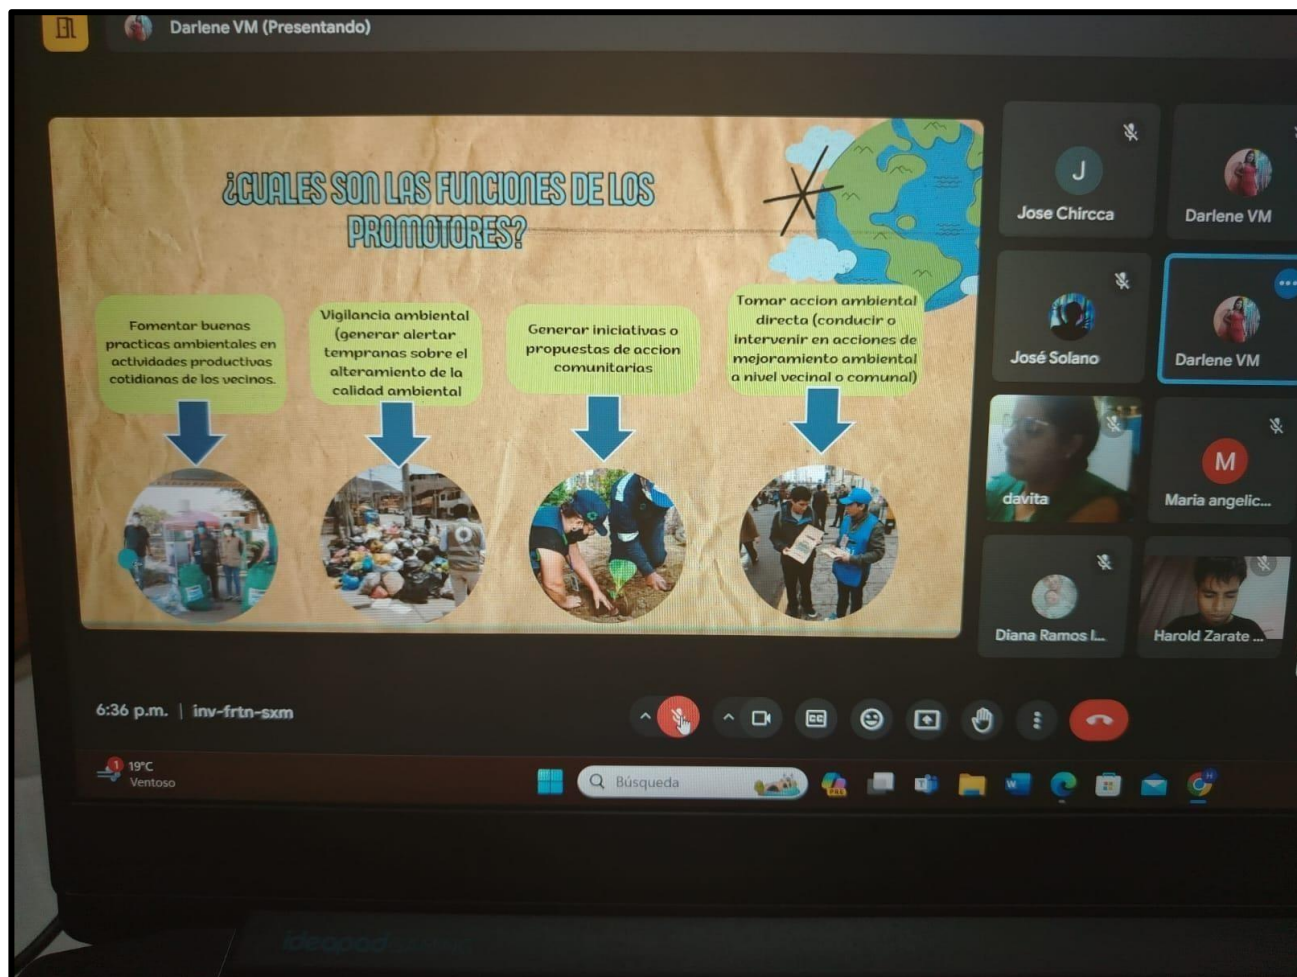 Darlene VM (Presentando)
¿CUALES SON LAS FUNCIONES DE LOS
PROMOTORES?
Fomentar buenas
practicas ambientales en
actividades productivas
cotidianas de los vecinos.
Vigilancia ambiental
(generar alertar
tempranas sobre el
alteramiento de la
calidad ambiental
Generar iniciativas o
propuestas de accion
comunitarias
Tomar accion ambiental
directa (conducir o
intervenir en acciones de
mejoramiento ambiental
a nivel vecinal o comunal)
J
Jose Chircca
Darlene VM
José Solano
Darlene VM
davita
M
Maria angelic...
Diana Ramos I...
Harold Zarate ...
6:36 p.m. | inv-frtn-sxm
CC
1
19°C
Ventoso
Búsqueda
H
ideapad